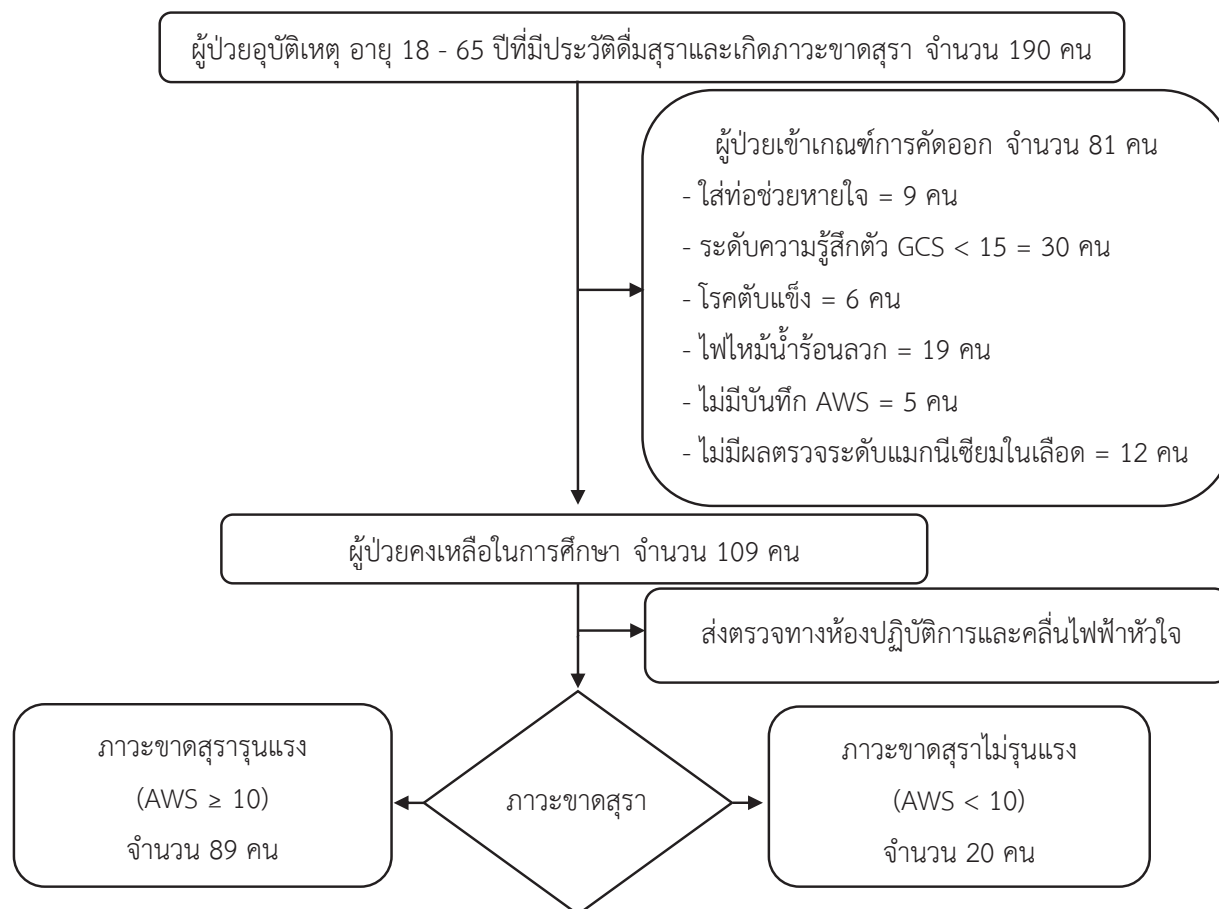 ผู้ป่วยอุบัติเหตุ อายุ 18 - 65 ปีที่มีประวัติดื่มสุราและเกิดภาวะขาดสุรา จำนวน 190 คน
ผู้ป่วยเข้าเกณฑ์การคัดออก จำนวน 81 คน
- ใส่ท่อช่วยหายใจ = 9 คน
- ระดับความรู้สึกตัว GCS < 15 = 30 คน
- โรคตับแข็ง = 6 คน
- ไฟไหม้น้ำร้อนลวก = 19 คน
- ไม่มีบันทึก AWS = 5 คน
- ไม่มีผลตรวจระดับแมกนีเซียมในเลือด = 12 คน
ผู้ป่วยคงเหลือในการศึกษา จำนวน 109 คน
ส่งตรวจทางห้องปฏิบัติการและคลื่นไฟฟ้าหัวใจ
ภาวะขาดสุรารุนแรง
(AWS ≥ 10)
จำนวน 89 คน
ภาวะขาดสุรา
ภาวะขาดสุราไม่รุนแรง
(AWS < 10)
จำนวน 20 คน